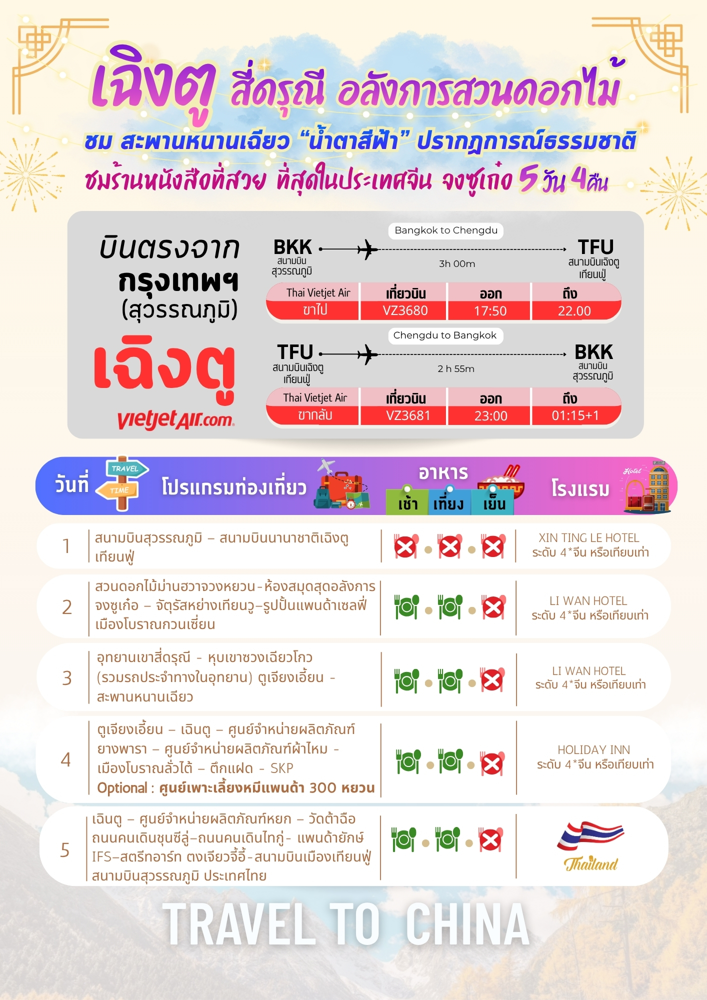 เฉิงตู สี่ดรุณี อลังการสวนดอกไม้
ชม สะพานหนานเฉียว “น้ำตาสีฟ้า” ปรากฏการณ์ธรรมชาติ
ชมร้านหนังสือที่สวย ที่สุดในประเทศจีน จงซูเก๋อ 5 วัน 4 คืน
บินตรงจาก
กรุงเทพฯ
(สุวรรณภูมิ)
เฉิงตู
vietjetAir.com
Bangkok to Chengdu
BKK
สนามบิน
สุวรรณภูมิ
3h 00m
TFU
สนามบินเฉิงตู
เทียนฟู่
Thai Vietjet Air เที่ยวบิน ออก ถึง
ขาไป VZ3680 17:50 22.00
Chengdu to Bangkok
TFU
สนามบินเฉิงตู
เทียนฟู่
2 h 55m
BKK
สนามบิน
สุวรรณภูมิ
Thai Vietjet Air เที่ยวบิน ออก ถึง
ขากลับ VZ3681 23:00 01:15+1
วันที่
TRAVEL
TIME
โปรแกรมท่องเที่ยว
อาหาร
เช้า เที่ยง เย็น
โรงแรม
Hotel
Hotel
1
สนามบินสุวรรณภูมิ – สนามบินนานาชาติเฉิงตู
เทียนฟู่
XIN TING LE HOTEL
ระดับ 4*จีน หรือเทียบเท่า
2
สวนดอกไม้ม่านฮวาจวงหยวน-ห้องสมุดสุดอลังการ
จงซูเก๋อ – จัตุรัสหย่างเทียนวู–รูปปั้นแพนด้าเซลฟี่
เมืองโบราณกวนเซี่ยน
LI WAN HOTEL
ระดับ 4*จีน หรือเทียบเท่า
3
อุทยานเขาสี่ดรุณี - หุบเขาซวงเฉียวโกว
(รวมรถประจำทางในอุทยาน) ตูเจียงเอี้ยน -
สะพานหนานเฉียว
LI WAN HOTEL
ระดับ 4*จีน หรือเทียบเท่า
4
ตูเจียงเอี้ยน – เฉินตู – ศูนย์จำหน่ายผลิตภัณฑ์
ยางพารา – ศูนย์จำหน่ายผลิตภัณฑ์ผ้าไหม -
เมืองโบราณลั่วไต้ – ตึกแฝด - SKP
Optional : ศูนย์เพาะเลี้ยงหมีแพนด้า 300 หยวน
HOLIDAY INN
ระดับ 4*จีน หรือเทียบเท่า
5
เฉินตู – ศูนย์จำหน่ายผลิตภัณฑ์หยก – วัดต้าฉือ
ถนนคนเดินชุนซีลู่–ถนนคนเดินไทกู่- แพนด้ายักษ์
IFS–สตรีทอาร์ท ตงเจียวจี้อี้-สนามบินเมืองเทียนฟู่
สนามบินสุวรรณภูมิ ประเทศไทย
Thailand
TRAVEL TO CHINA